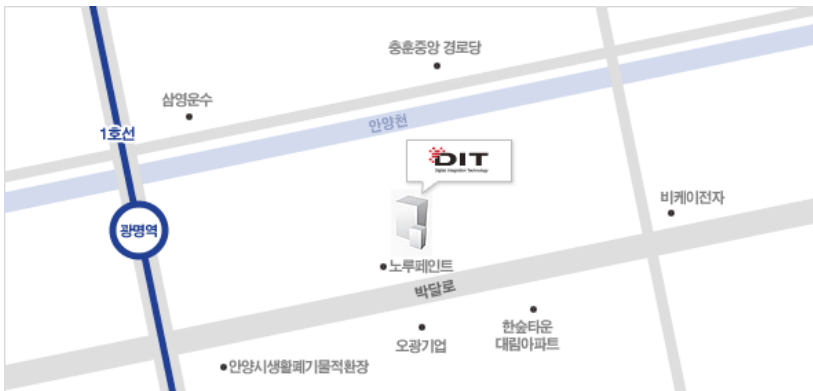 충훈중앙 경로당
삼영운수
1호선
안양천
DIT
Digital Integration Technology
비케이전자
광명역
노루페인트
박달로
한숲타운
대림아파트
오광기업
안양시생활폐기물적환장